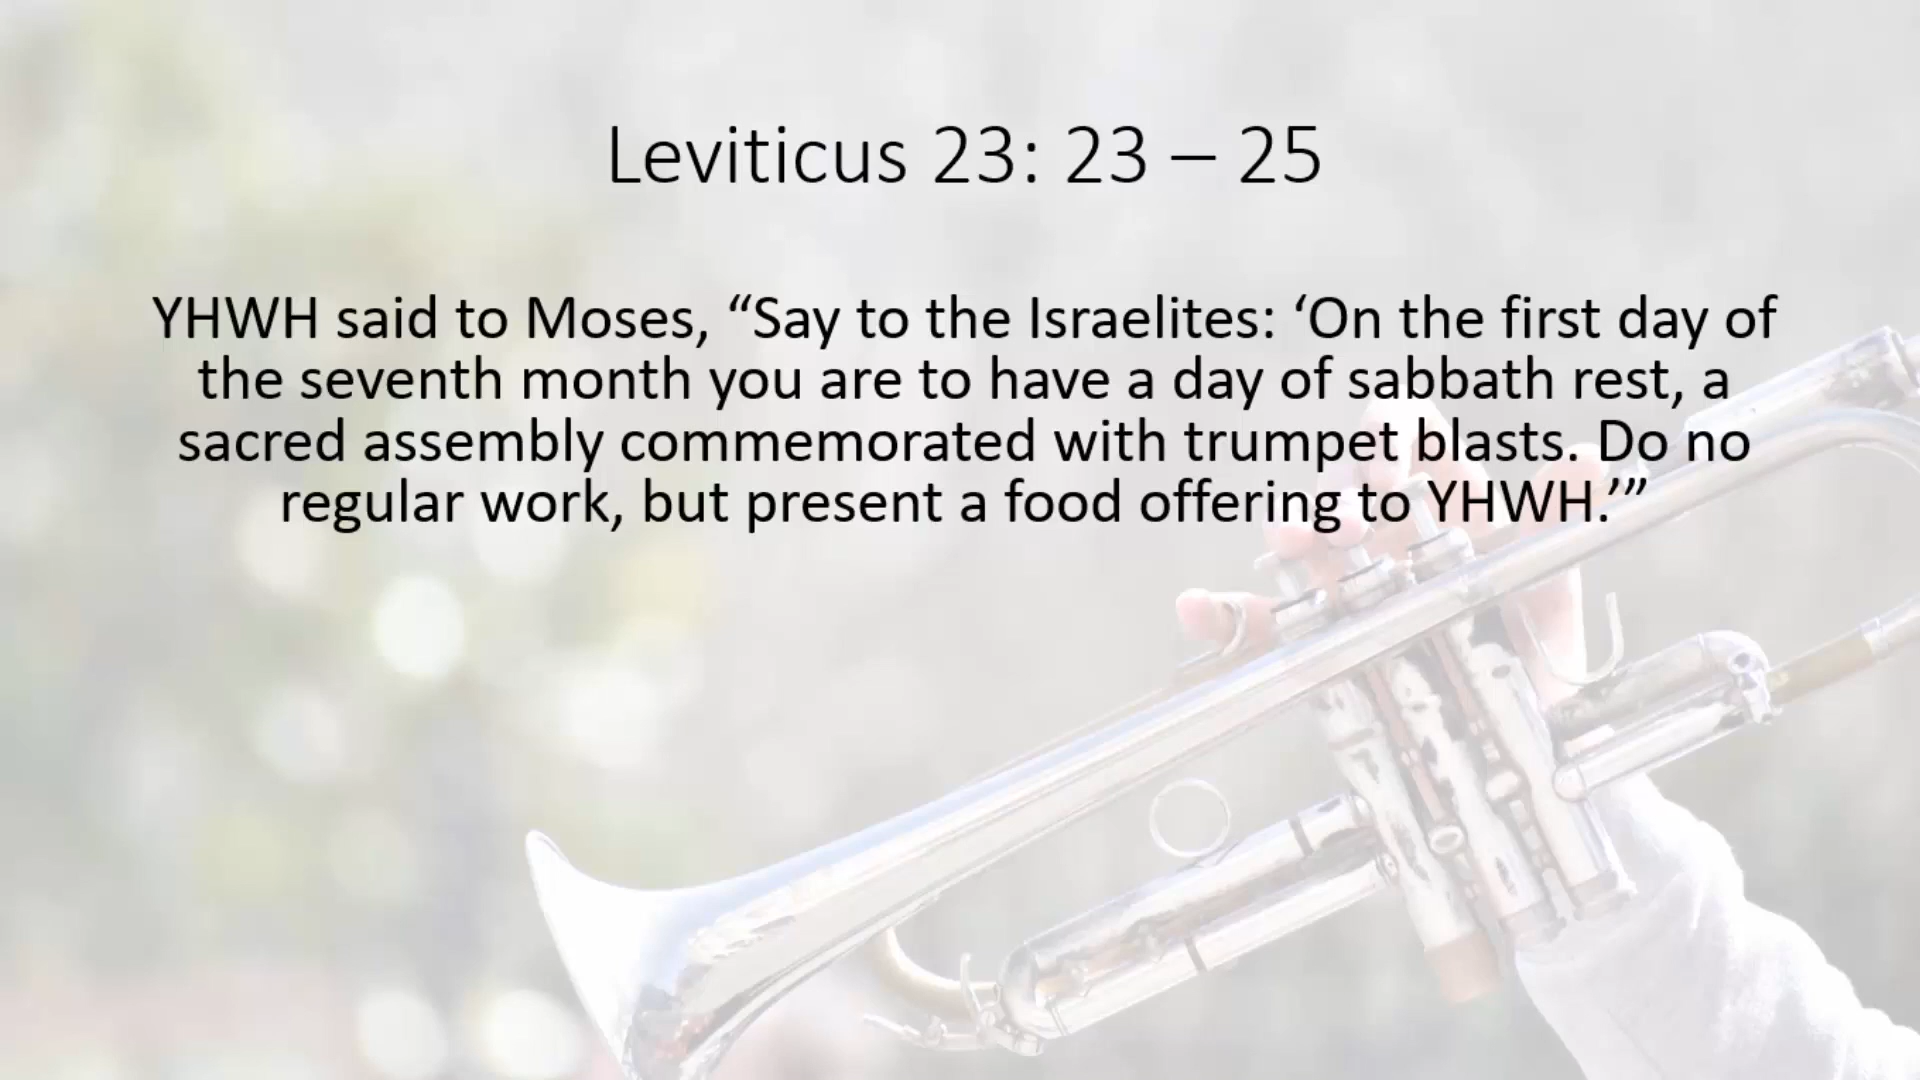 Leviticus 23: 23 – 25
YHWH said to Moses, “Say to the Israelites: ‘On the first day of
the seventh month you are to have a day of sabbath rest, a
sacred assembly commemorated with trumpet blasts. Do no
regular work, but present a food offering to YHWH.’”